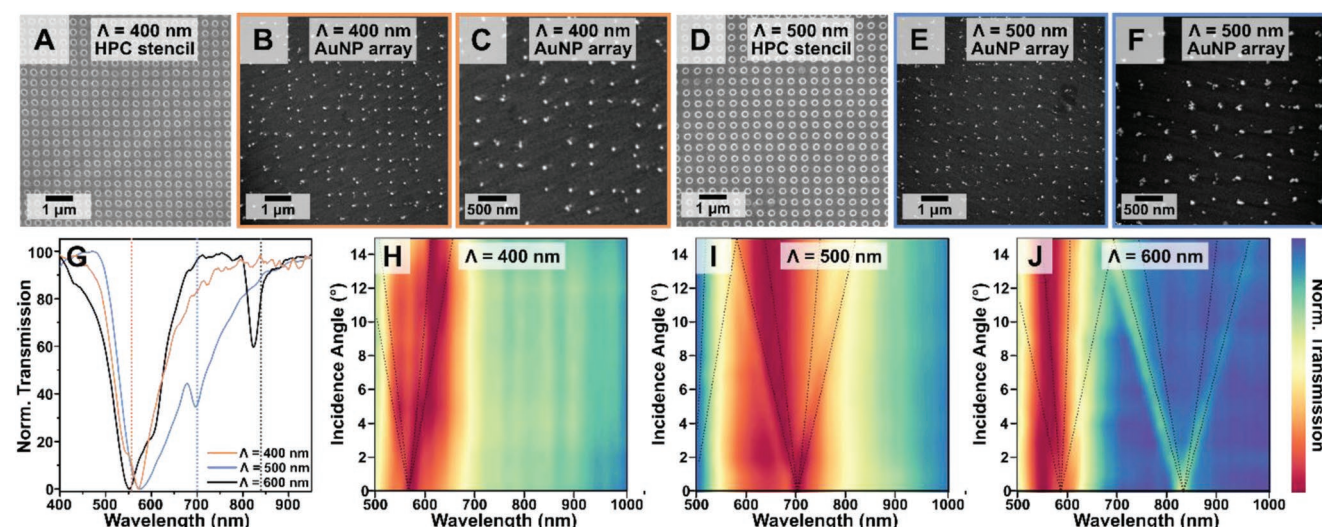 A
Λ = 400 nm
HPC stencil
1 µm
B
Λ = 400 nm
AuNP array
1 µm
C
Λ = 400 nm
AuNP array
500 nm
D
Λ = 500 nm
HPC stencil
1 µm
E
Λ = 500 nm
AuNP array
1 µm
F
Λ = 500 nm
AuNP array
500 nm
G
Norm. Transmission
100
80
60
40
20
0
Λ = 400 nm
Λ = 500 nm
Λ = 600 nm
400 500 600 700 800 900
Wavelength (nm)
H
Λ = 400 nm
Incidence Angle (°)
14
12
10
8
6
4
2
0
500 600 700 800 900 1000
Wavelength (nm)
I
Λ = 500 nm
Incidence Angle (°)
14
12
10
8
6
4
2
0
500 600 700 800 900 1000
Wavelength (nm)
J
Λ = 600 nm
Incidence Angle (°)
14
12
10
8
6
4
2
0
500 600 700 800 900 1000
Wavelength (nm)
Norm. Transmission